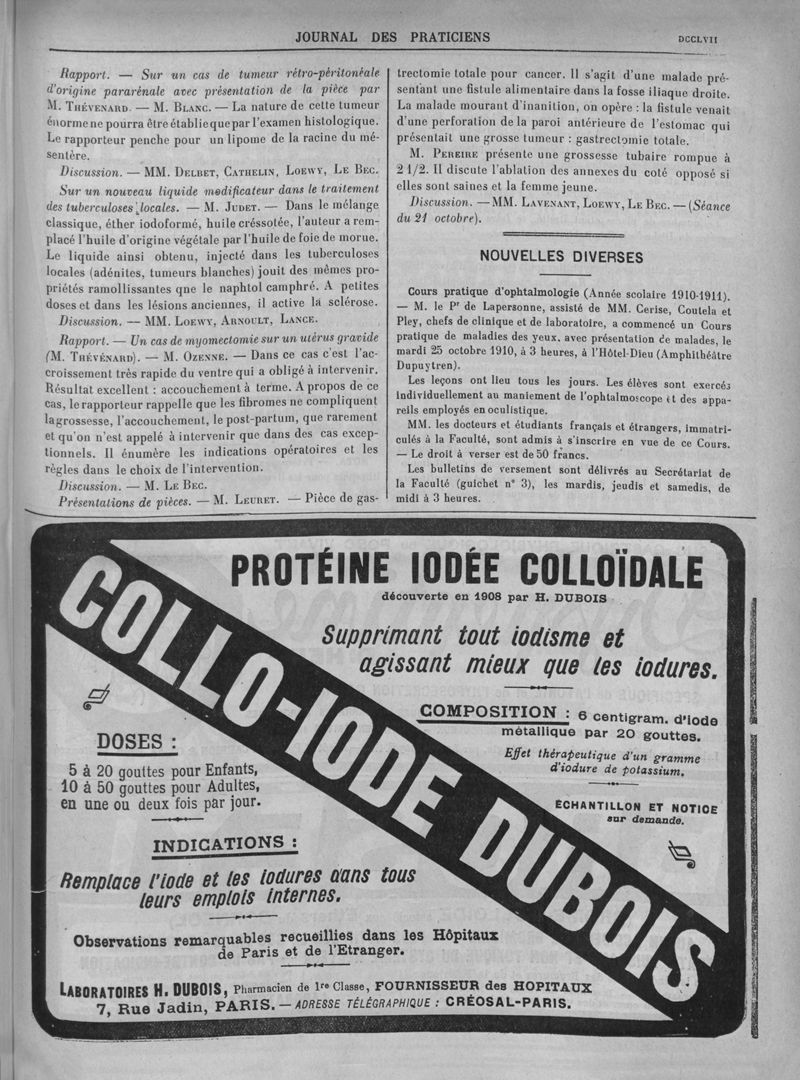 JOURNAL DES PRATICIENS
DCCLVII
Rapport. — Sur un cas de tumeur rétro-péritonéale
d'origine pararénale avec présentation de la pièce par
M. THÉVENARD. — M. BLANC. — La nature de cette tumeur
énorme ne pourra être établie que par l'examen histologique.
Le rapporteur penche pour un lipome de la racine du mé-
sentère.
Discussion. — MM. DELBET, CATHELIN, LOEWY, LE BEC.
Sur un nouveau liquide modificateur dans le traitement
des tuberculoses locales. — M. JUDET. — Dans le mélange
classique, éther iodoformé, huile créssotée, l'auteur a rem-
placé l'huile d'origine végétale par l'huile de foie de morue.
Le liquide ainsi obtenu, injecté dans les tuberculoses
locales (adénites, tumeurs blanches) jouit des mêmes pro-
priétés ramollissantes que le naphtol camphré. A petites
doses et dans les lésions anciennes, il active la sclérose.
Discussion. — MM. LOEWY, ARNOULT, LANCE.
Rapport. — Un cas de myomectomie sur un utérus gravide
(M. THÉVÉNARD). — M. OZENNE. — Dans ce cas c'est l'ac-
croissement très rapide du ventre qui a obligé à intervenir.
Résultat excellent : accouchement à terme. A propos de ce
cas, le rapporteur rappelle que les fibromes ne compliquent
la grossesse, l'accouchement, le post-partum, que rarement
et qu'on n'est appelé à intervenir que dans des cas excep-
tionnels. Il énumère les indications opératoires et les
règles dans le choix de l'intervention.
Discussion. — M. LE BEC.
Présentations de pièces. — M. LEURET. — Pièce de gas-
trectomie totale pour cancer. Il s'agit d'une malade pré-
sentant une fistule alimentaire dans la fosse iliaque droite.
La malade mourant d'inanition, on opère : la fistule venait
d'une perforation de la paroi antérieure de l'estomac qui
présentait une grosse tumeur : gastrectomie totale.
M. PEREIRE présente une grossesse tubaire rompue à
2 1/2. Il discute l'ablation des annexes du coté opposé si
elles sont saines et la femme jeune.
Discussion. — MM. LAVENANT, LOEWY, LE BEC. — (Séance
du 21 octobre).
NOUVELLES DIVERSES
Cours pratique d'ophtalmologie (Année scolaire 1910-1911).
— M. le Pr de Lapersonne, assisté de MM. Cerise, Coutela et
Pley, chefs de clinique et de laboratoire, a commencé un Cours
pratique de maladies des yeux, avec présentation de malades, le
mardi 25 octobre 1910, à 3 heures, à l'Hôtel-Dieu (Amphithéâtre
Dupuytren).
Les leçons ont lieu tous les jours. Les élèves sont exercés
individuellement au maniement de l'ophtalmoscope et des appa-
reils employés en oculistique.
MM. les docteurs et étudiants français et étrangers, immatri-
culés à la Faculté, sont admis à s'inscrire en vue de ce Cours.
— Le droit à verser est de 50 francs.
Les bulletins de versement sont délivrés au Secrétariat de
la Faculté (guichet n° 3), les mardis, jeudis et samedis, de
midi à 3 heures.
PROTÉINE IODÉE COLLOÏDALE
découverte en 1908 par H. DUBOIS
Supprimant tout iodisme et
agissant mieux que les iodures.
COLLO-IODE DUBOIS
COMPOSITION : 6 centigram. d'iode
métallique par 20 gouttes.
Effet thérapeutique d'un gramme
d'iodure de potassium.
ÉCHANTILLON ET NOTICE
sur demande.
DOSES :
5 à 20 gouttes pour Enfants,
10 à 50 gouttes pour Adultes,
en une ou deux fois par jour.
INDICATIONS :
Remplace l'iode et les iodures dans tous
leurs emplois internes.
Observations remarquables recueillies dans les Hôpitaux
de Paris et de l'Etranger.
LABORATOIRES H. DUBOIS, Pharmacien de 1re Classe, FOURNISSEUR des HOPITAUX
7, Rue Jadin, PARIS. — ADRESSE TÉLÉGRAPHIQUE : CRÉOSAL-PARIS.